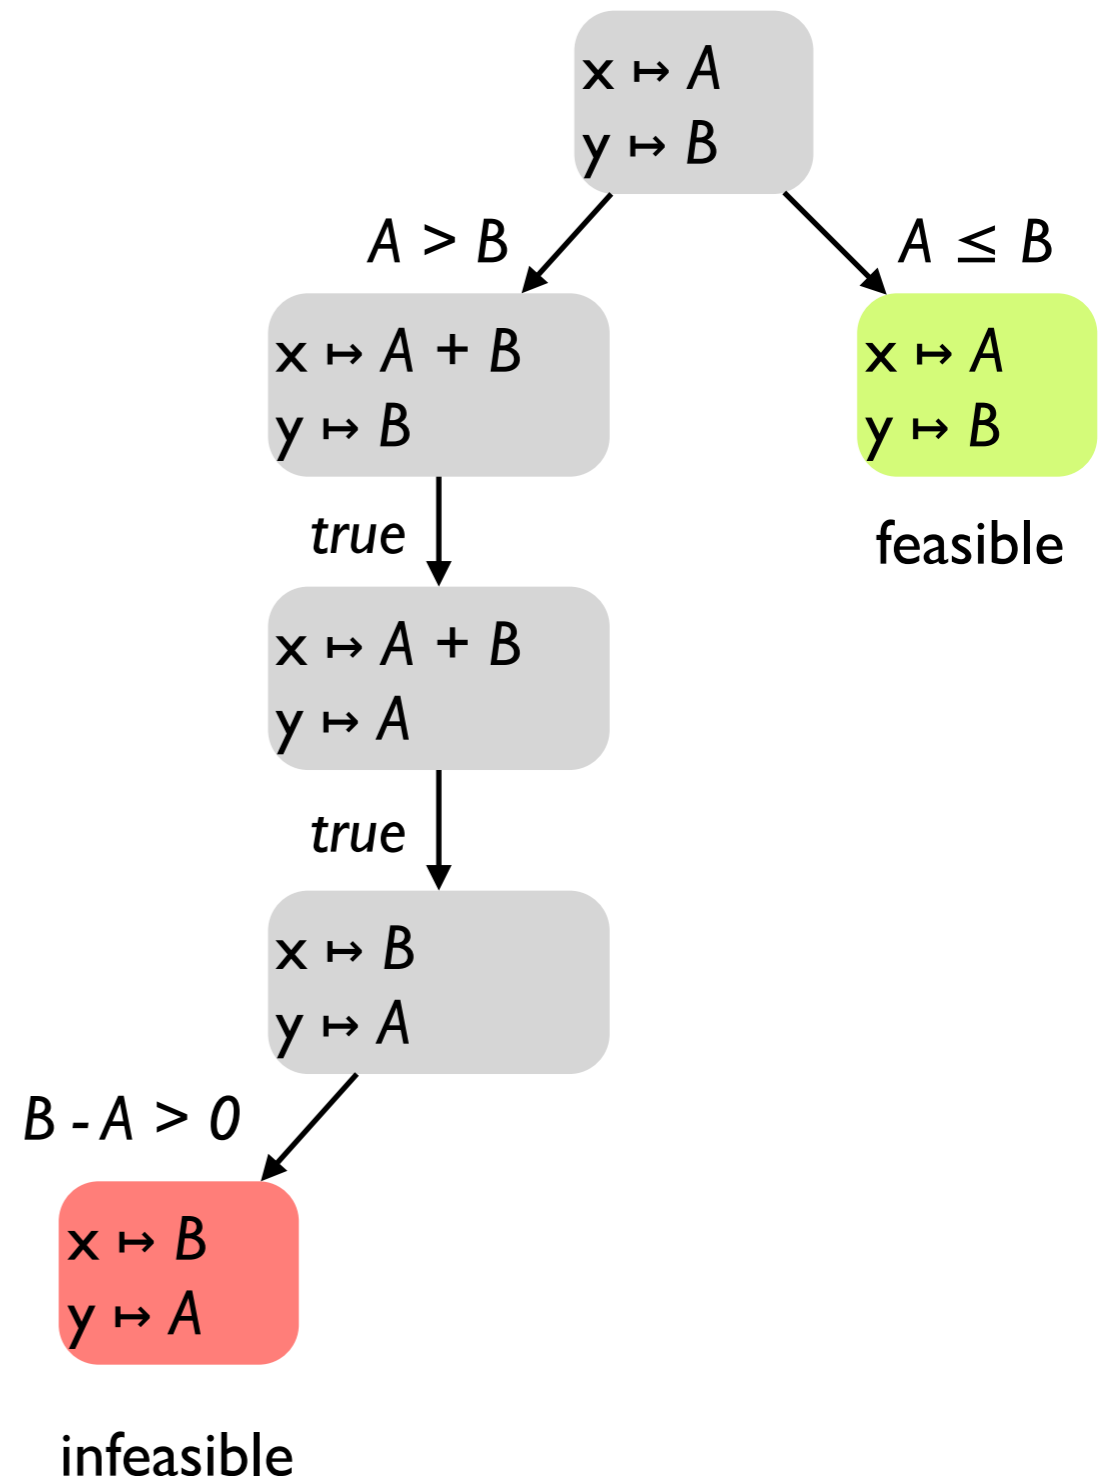 x ↦ A
y ↦ B
A > B
A ≤ B
x ↦ A + B
y ↦ B
x ↦ A
y ↦ B
true
feasible
x ↦ A + B
y ↦ A
true
x ↦ B
y ↦ A
B - A > 0
x ↦ B
y ↦ A
infeasible